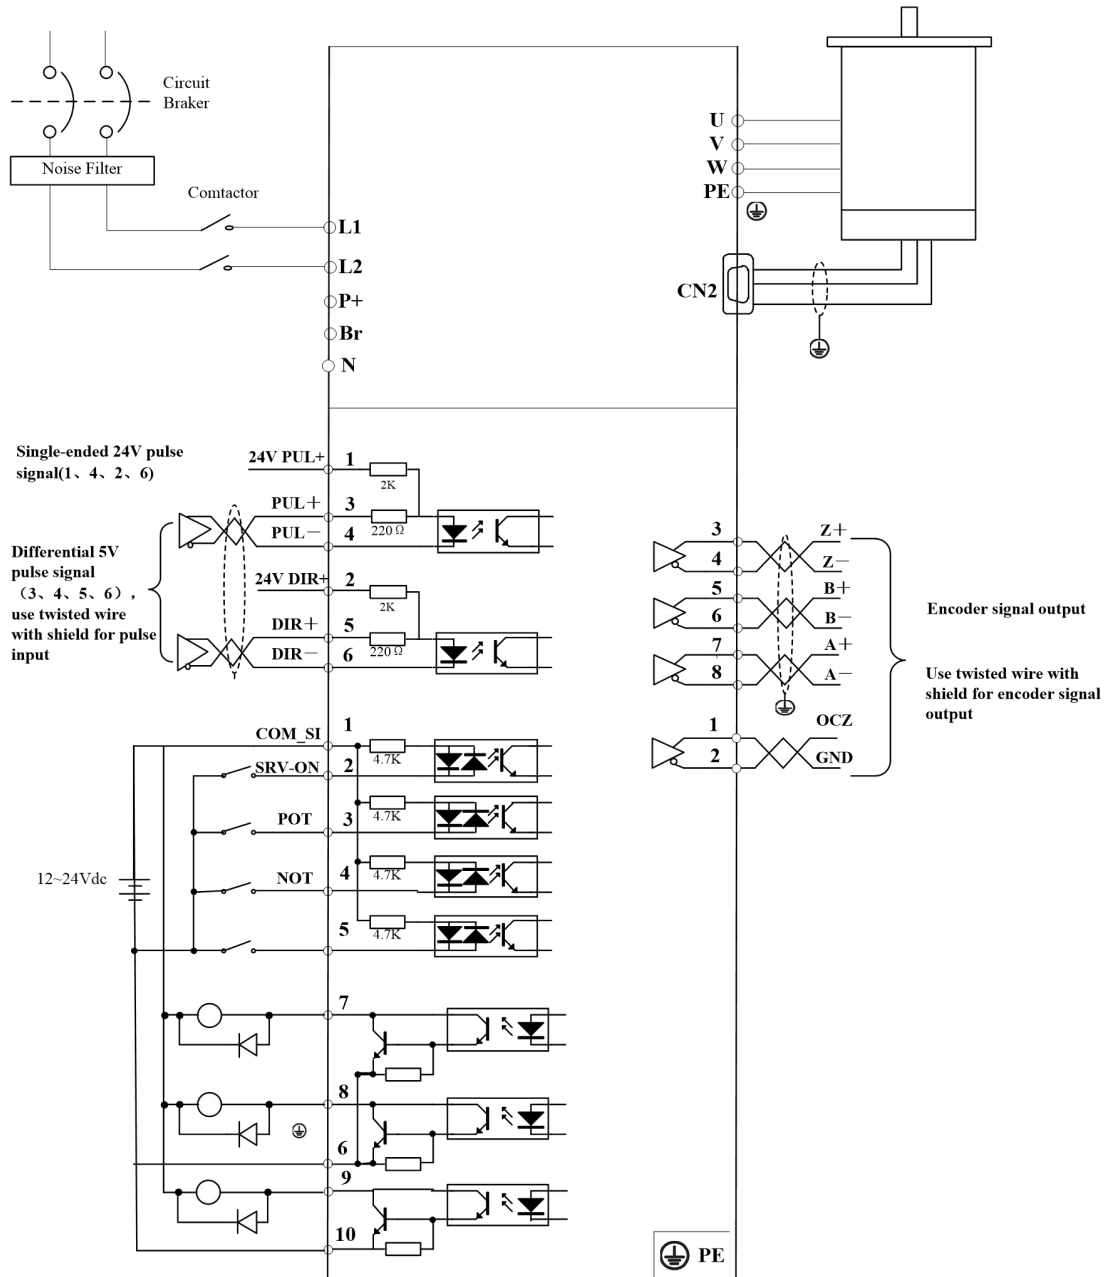 Circuit
Braker
Noise Filter
Comtactor
L1
L2
P+
Br
N
U
V
W
PE
CN2
Single-ended 24V pulse
signal(1、4、2、6)
Differential 5V
pulse signal
（3、4、5、6）,
use twisted wire
with shield for pulse
input
24V PUL+ 1
2K
PUL+ 3
220Ω
PUL− 4
24V DIR+ 2
2K
DIR+ 5
220Ω
DIR− 6
3 Z+
4 Z−
5 B+
6 B−
7 A+
8 A−
1 OCZ
2 GND
Encoder signal output
Use twisted wire with
shield for encoder signal
output
COM_SI 1
4.7K
SRV-ON 2
POT 3
4.7K
12~24Vdc
NOT 4
4.7K
5
4.7K
7
8
6
9
10
PE